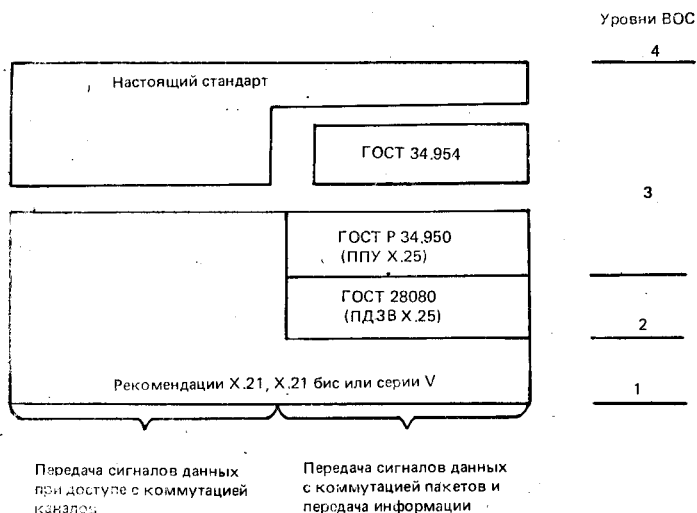 Уровни ВОС
4
Настоящий стандарт
ГОСТ 34.954
3
ГОСТ Р 34.950
(ППУ X.25)
ГОСТ 28080
(ПДЗВ X.25)
2
Рекомендации X.21, X.21 бис или серии V
1
Передача сигналов данных
при доступе с коммутацией
каналов
Передача сигналов данных
с коммутацией пакетов и
передача информации